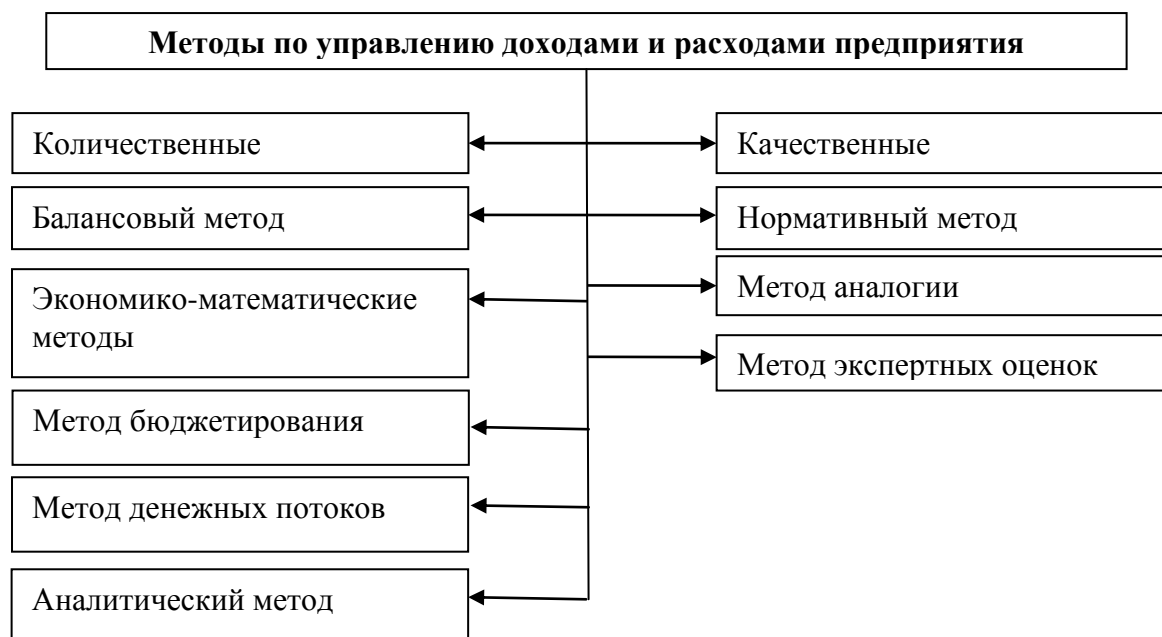 Методы по управлению доходами и расходами предприятия
Количественные
Качественные
Балансовый метод
Нормативный метод
Экономико-математические
методы
Метод аналогии
Метод экспертных оценок
Метод бюджетирования
Метод денежных потоков
Аналитический метод